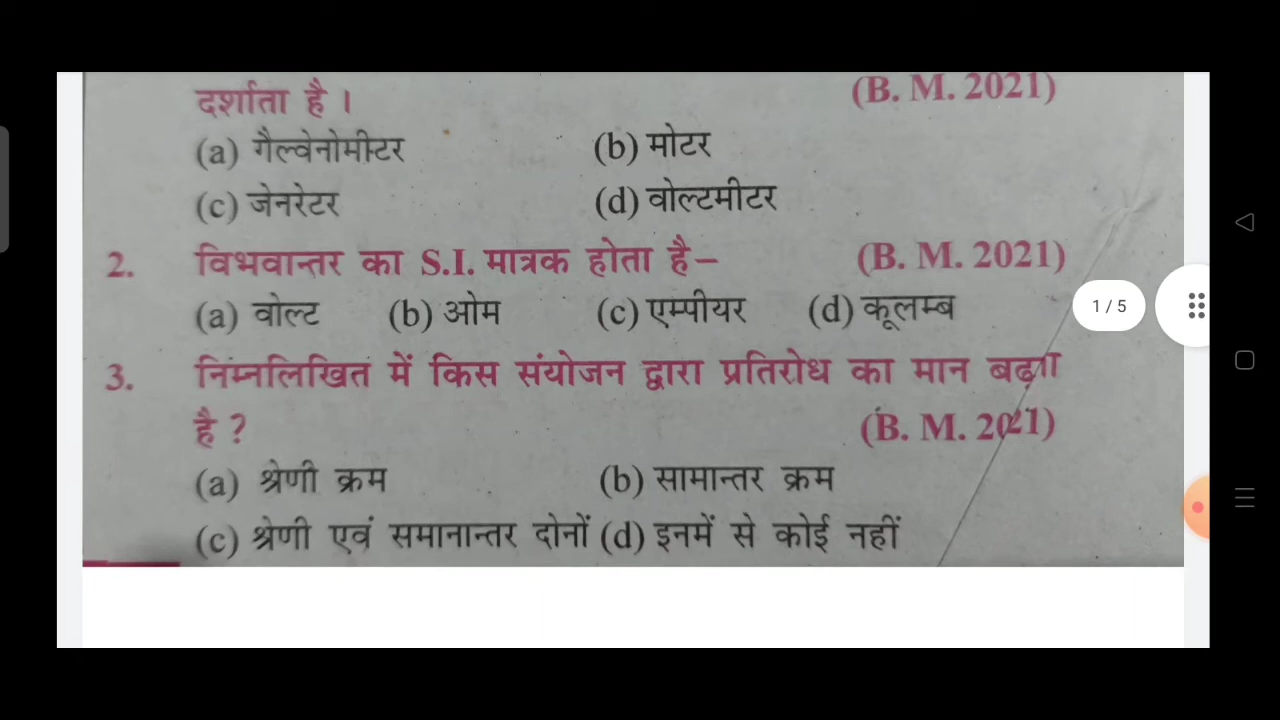 दर्शाता है । (B. M. 2021)
(a) गैल्वेनोमीटर (b) मोटर
(c) जेनरेटर (d) वोल्टमीटर
2. विभवान्तर का S.I. मात्रक होता है– (B. M. 2021)
(a) वोल्ट (b) ओम (c) एम्पीयर (d) कूलम्ब
1 / 5
3. निम्नलिखित में किस संयोजन द्वारा प्रतिरोध का मान
है ? (B. M. 2021)
(a) श्रेणी क्रम (b) सामान्तर क्रम
(c) श्रेणी एवं समानान्तर दोनों (d) इनमें से कोई नहीं